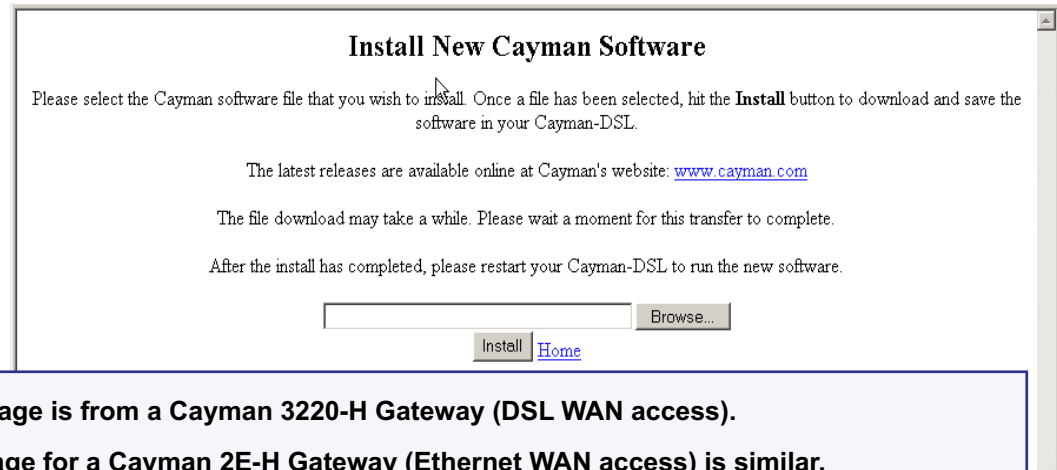 Install New Cayman Software
Please select the Cayman software file that you wish to install. Once a file has been selected, hit the Install button to download and save the
software in your Cayman-DSL.
The latest releases are available online at Cayman's website: www.cayman.com
The file download may take a while. Please wait a moment for this transfer to complete.
After the install has completed, please restart your Cayman-DSL to run the new software.
Browse...
Install Home
age is from a Cayman 3220-H Gateway (DSL WAN access).
age for a Cayman 2E-H Gateway (Ethernet WAN access) is similar.